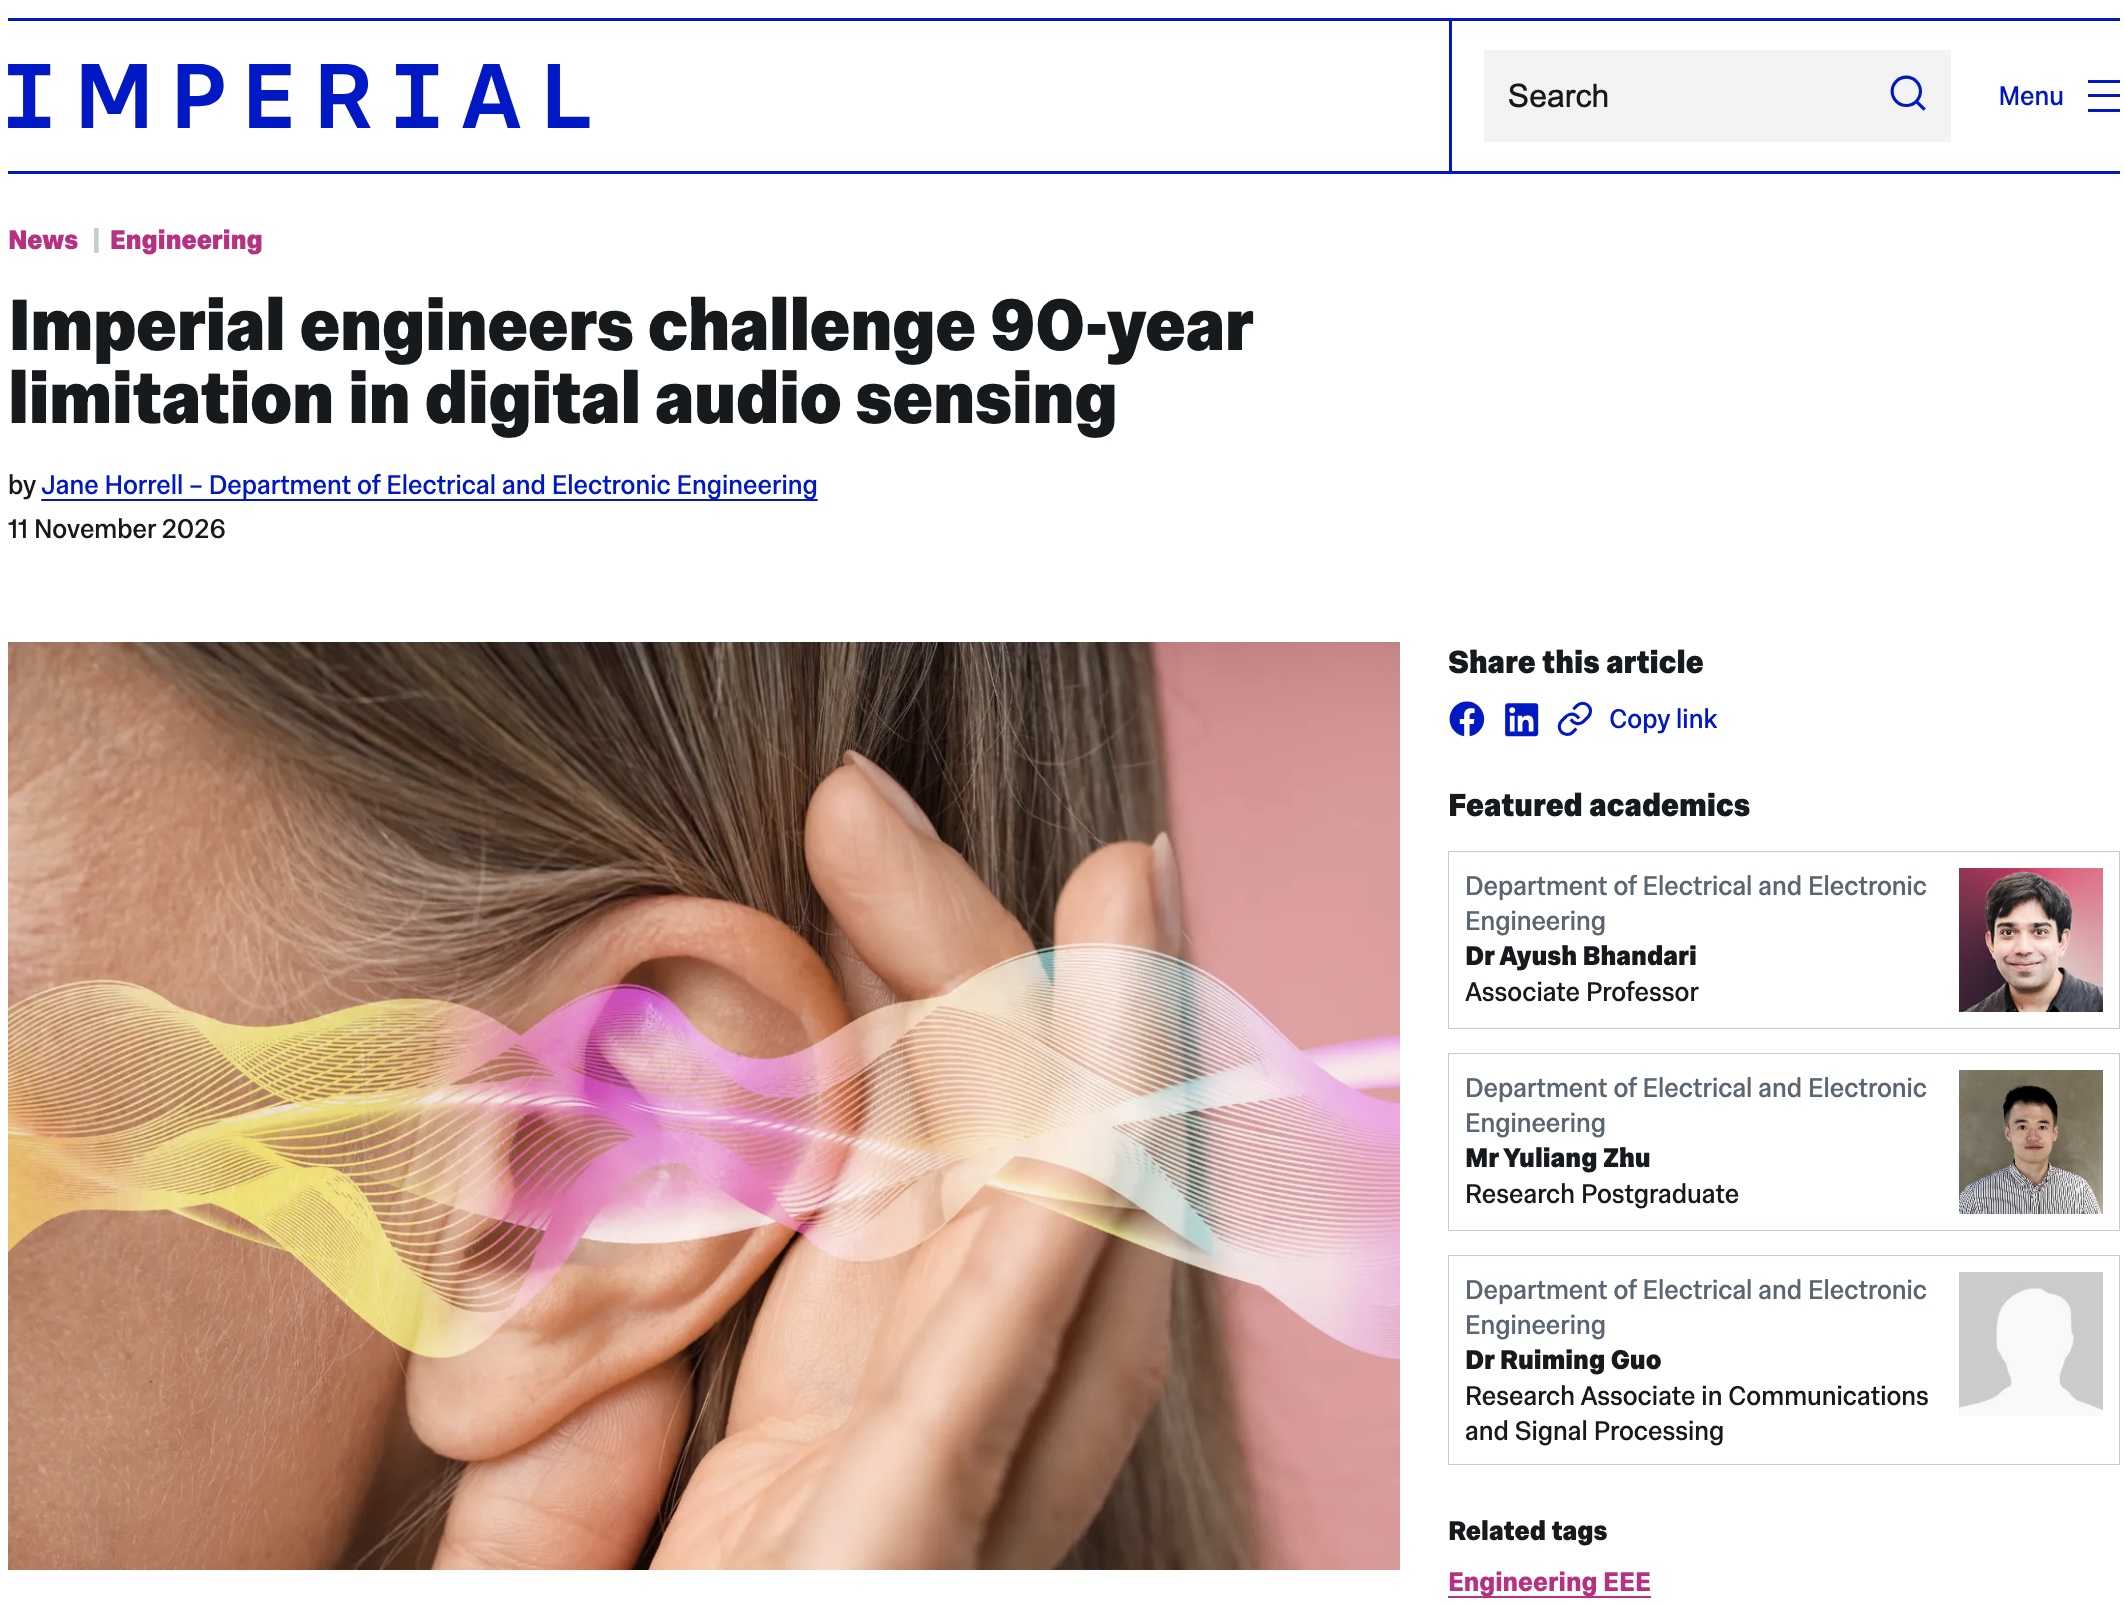 IMPERIAL
Search
Menu
News | Engineering
Imperial engineers challenge 90-year
limitation in digital audio sensing
by Jane Horrell – Department of Electrical and Electronic Engineering
11 November 2026
Share this article
Copy link
Featured academics
Department of Electrical and Electronic
Engineering
Dr Ayush Bhandari
Associate Professor
Department of Electrical and Electronic
Engineering
Mr Yuliang Zhu
Research Postgraduate
Department of Electrical and Electronic
Engineering
Dr Ruiming Guo
Research Associate in Communications
and Signal Processing
Related tags
Engineering EEE